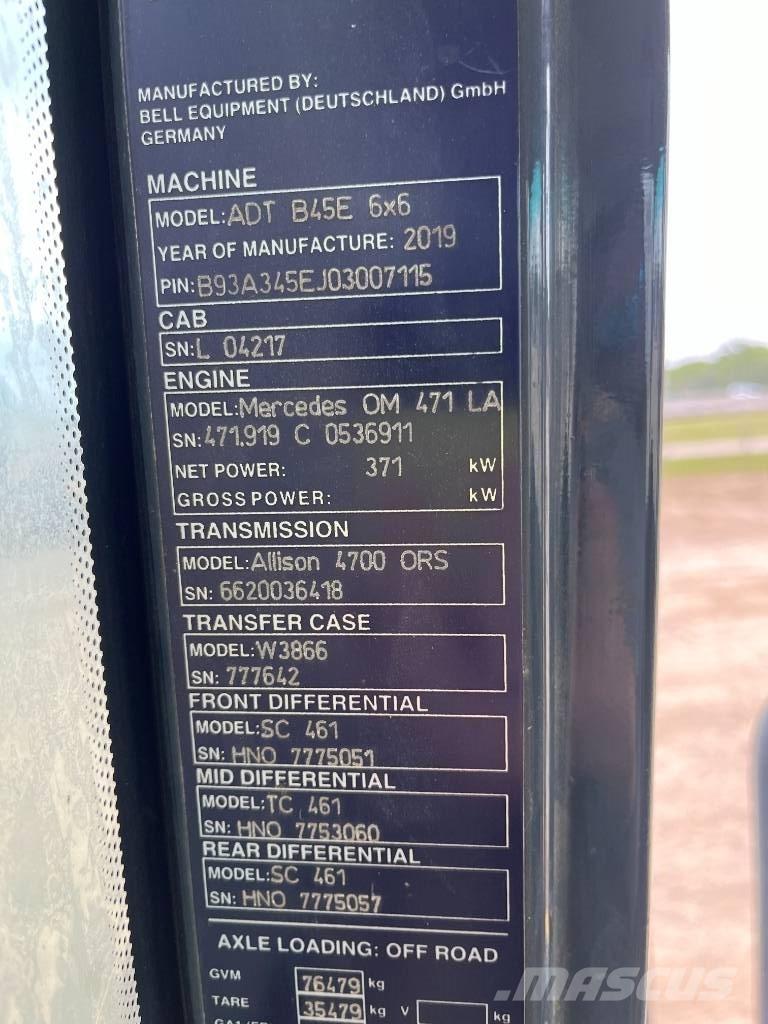 MANUFACTURED BY:
BELL EQUIPMENT (DEUTSCHLAND) GmbH
GERMANY
MACHINE
MODEL: ADT B45E 6x6
YEAR OF MANUFACTURE: 2019
PIN: B93A345EJ03007115
CAB
SN: L 04217
ENGINE
MODEL: Mercedes OM 471 LA
SN: 471.919 C 0536911
NET POWER: 371 kW
GROSS POWER: kW
TRANSMISSION
MODEL: Allison 4700 ORS
SN: 6620036418
TRANSFER CASE
MODEL: W3866
SN: 777642
FRONT DIFFERENTIAL
MODEL: SC 461
SN: HNO 7775051
MID DIFFERENTIAL
MODEL: TC 461
SN: HNO 7753060
REAR DIFFERENTIAL
MODEL: SC 461
SN: HNO 7775057
AXLE LOADING: OFF ROAD
GVM 76479 kg
TARE 35479 kg V kg
MASCUS